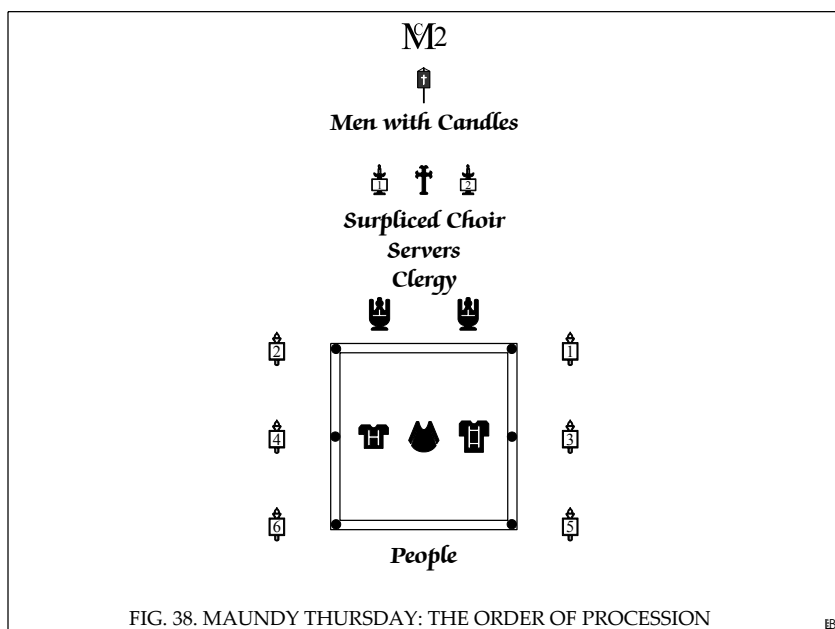 MC2
Men with Candles
1 2
Surpliced Choir
Servers
Clergy
2 1
4 3
6 5
People
FIG. 38. MAUNDY THURSDAY: THE ORDER OF PROCESSION